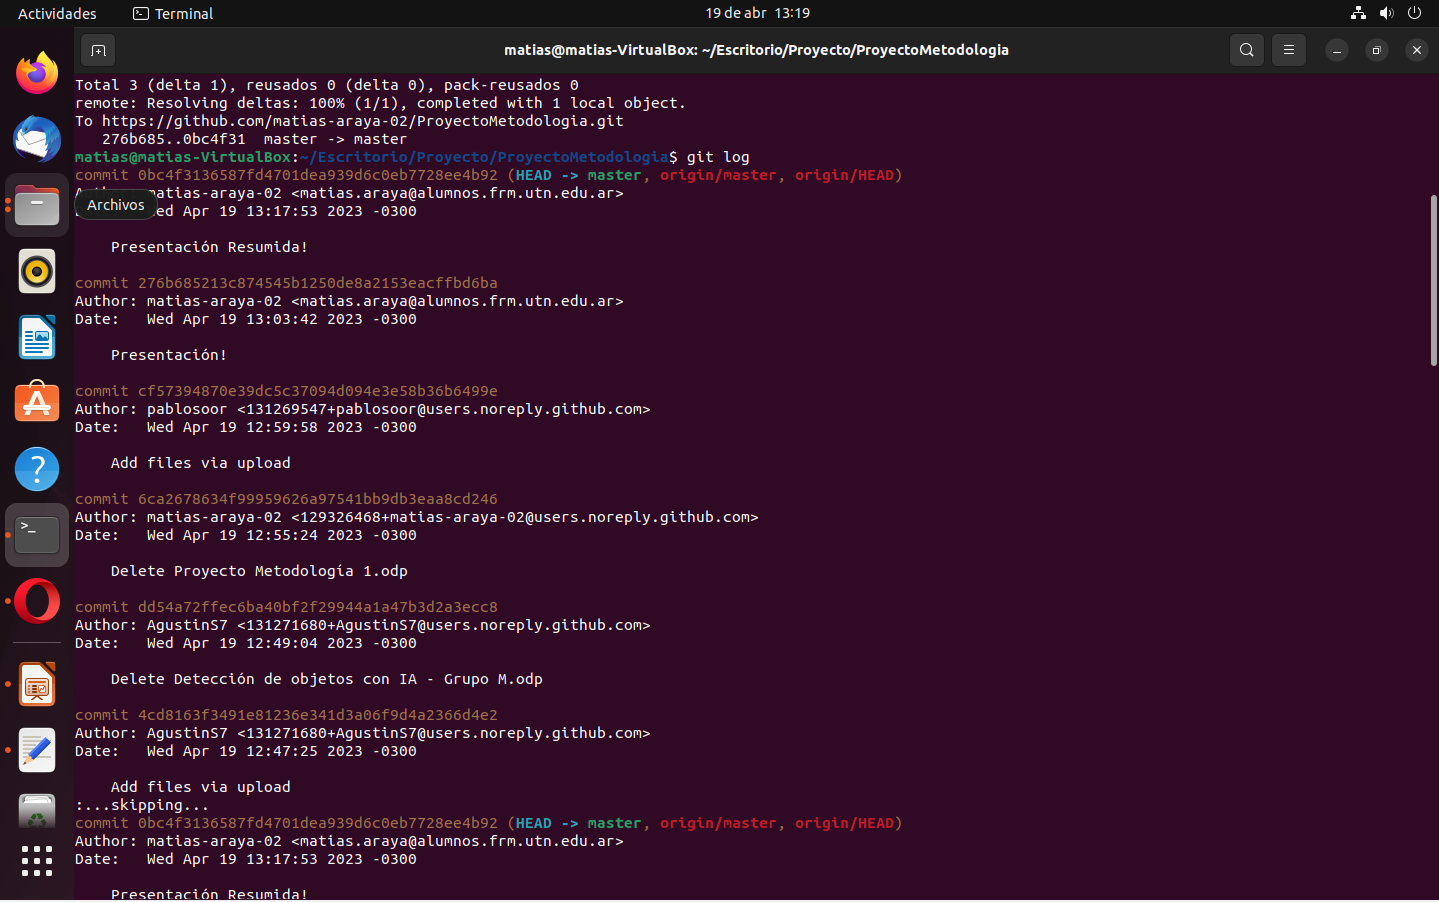 Actividades
Terminal
19 de abr 13:19
matias@matias-VirtualBox: ~/Escritorio/Proyecto/ProyectoMetodologia
Total 3 (delta 1), reusados 0 (delta 0), pack-reusados 0
remote: Resolving deltas: 100% (1/1), completed with 1 local object.
To https://github.com/matias-araya-02/ProyectoMetodologia.git
   276b685..0bc4f31  master -> master
matias@matias-VirtualBox:~/Escritorio/Proyecto/ProyectoMetodologia$ git log
commit 0bc4f3136587fd4701dea939d6c0eb7728ee4b92 (HEAD -> master, origin/master, origin/HEAD)
matias-araya-02 <matias.araya@alumnos.frm.utn.edu.ar>
Archivos
Apr 19 13:17:53 2023 -0300
    Presentación Resumida!
commit 276b685213c874545b1250de8a2153eacffbd6ba
Author: matias-araya-02 <matias.araya@alumnos.frm.utn.edu.ar>
Date:   Wed Apr 19 13:03:42 2023 -0300
    Presentación!
commit cf57394870e39dc5c37094d094e3e58b36b6499e
Author: pablosoor <131269547+pablosoor@users.noreply.github.com>
Date:   Wed Apr 19 12:59:58 2023 -0300
    Add files via upload
commit 6ca2678634f99959626a97541bb9db3eaa8cd246
Author: matias-araya-02 <129326468+matias-araya-02@users.noreply.github.com>
Date:   Wed Apr 19 12:55:24 2023 -0300
    Delete Proyecto Metodologia 1.odp
commit dd54a72ffec6ba40bf2f29944a1a47b3d2a3ecc8
Author: AgustinS7 <131271680+AgustinS7@users.noreply.github.com>
Date:   Wed Apr 19 12:49:04 2023 -0300
    Delete Detección de objetos con IA - Grupo M.odp
commit 4cd8163f3491e81236e341d3a06f9d4a2366d4e2
Author: AgustinS7 <131271680+AgustinS7@users.noreply.github.com>
Date:   Wed Apr 19 12:47:25 2023 -0300
    Add files via upload
:...skipping...
commit 0bc4f3136587fd4701dea939d6c0eb7728ee4b92 (HEAD -> master, origin/master, origin/HEAD)
Author: matias-araya-02 <matias.araya@alumnos.frm.utn.edu.ar>
Date:   Wed Apr 19 13:17:53 2023 -0300
    Presentación Resumida!